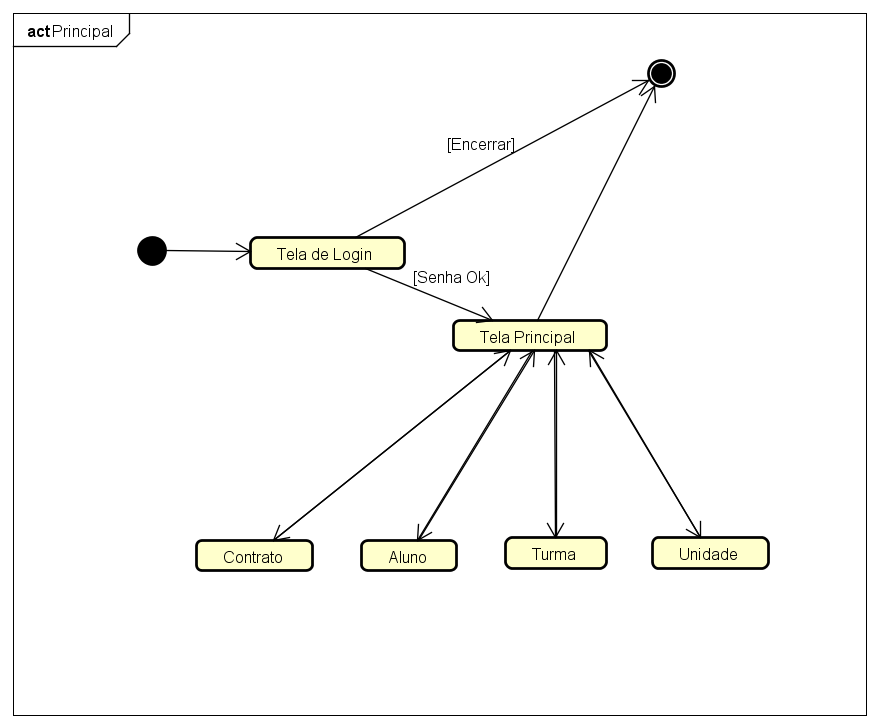 act Principal
[Encerrar]
Tela de Login
[Senha Ok]
Tela Principal
Contrato
Aluno
Turma
Unidade